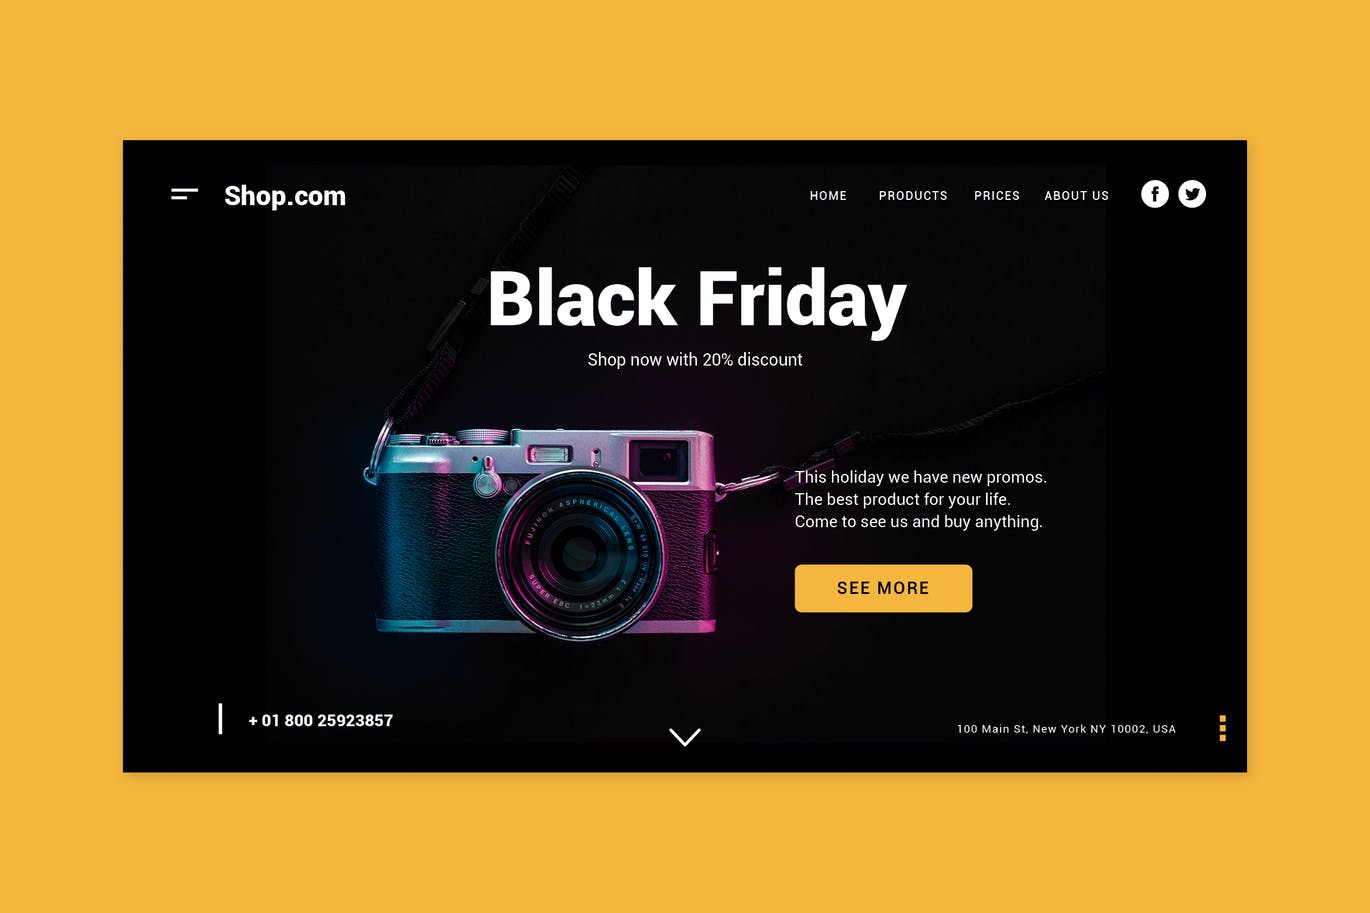 Shop.com
HOME PRODUCTS PRICES ABOUT US
Black Friday
Shop now with 20% discount
This holiday we have new promos.
The best product for your life.
Come to see us and buy anything.
SEE MORE
FUJINON ASPHERICAL LENS
SUPER EBC f=23mm 1:2
+ 01 800 25923857
100 Main St, New York NY 10002, USA